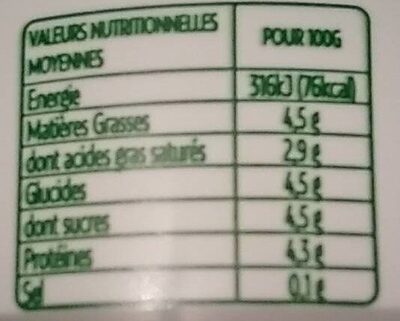 VALEURS NUTRITIONNELLES
MOYENNES POUR 100G
Energie 316kJ (76kcal)
Matières Grasses 4,5 g
dont acides gras saturés 2,9 g
Glucides 4,5 g
dont sucres 4,5 g
Protéines 4,3 g
Sel 0,1 g